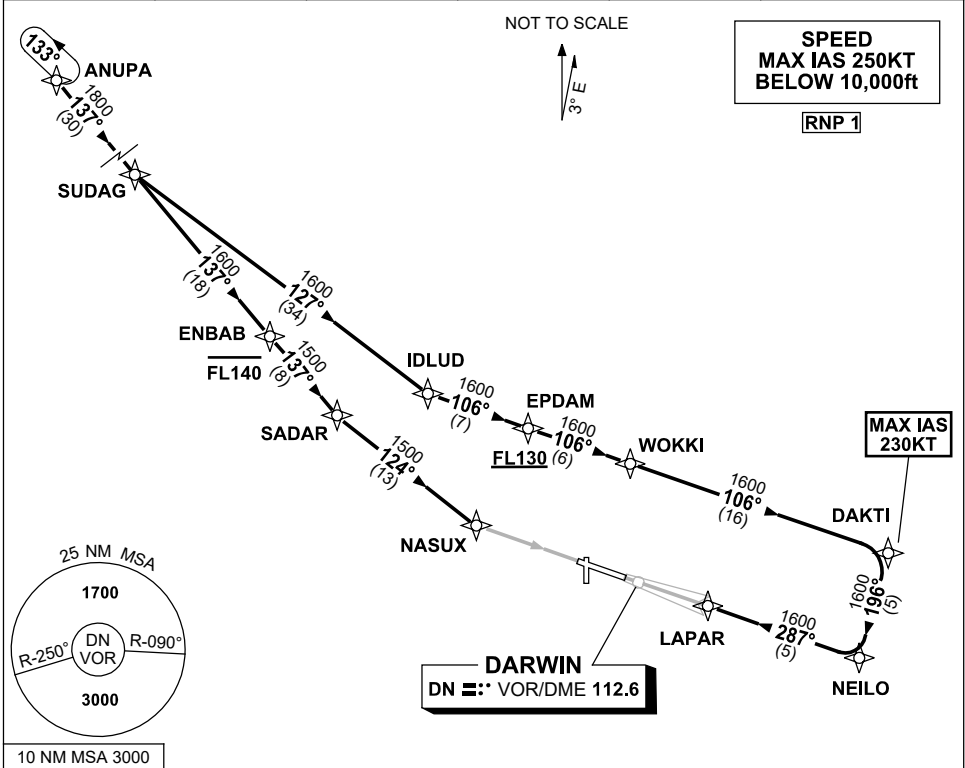 NOT TO SCALE
3° E
SPEED
MAX IAS 250KT
BELOW 10,000ft
RNP 1
133°
ANUPA
1800
137°
(30)
SUDAG
1600
137°
(18)
1600
127°
(34)
ENBAB
FL140
1500
137°
(8)
IDLUD
SADAR
1600
106°
(7)
EPDAM
FL130
1600
106°
(6)
WOKKI
MAX IAS
230KT
1500
124°
(13)
1600
106°
(16)
DAKTI
NASUX
1600
196°
(5)
LAPAR
1600
287°
(5)
NEILO
DARWIN
DN VOR/DME 112.6
25 NM MSA
1700
R-250°
DN
VOR
R-090°
3000
10 NM MSA 3000